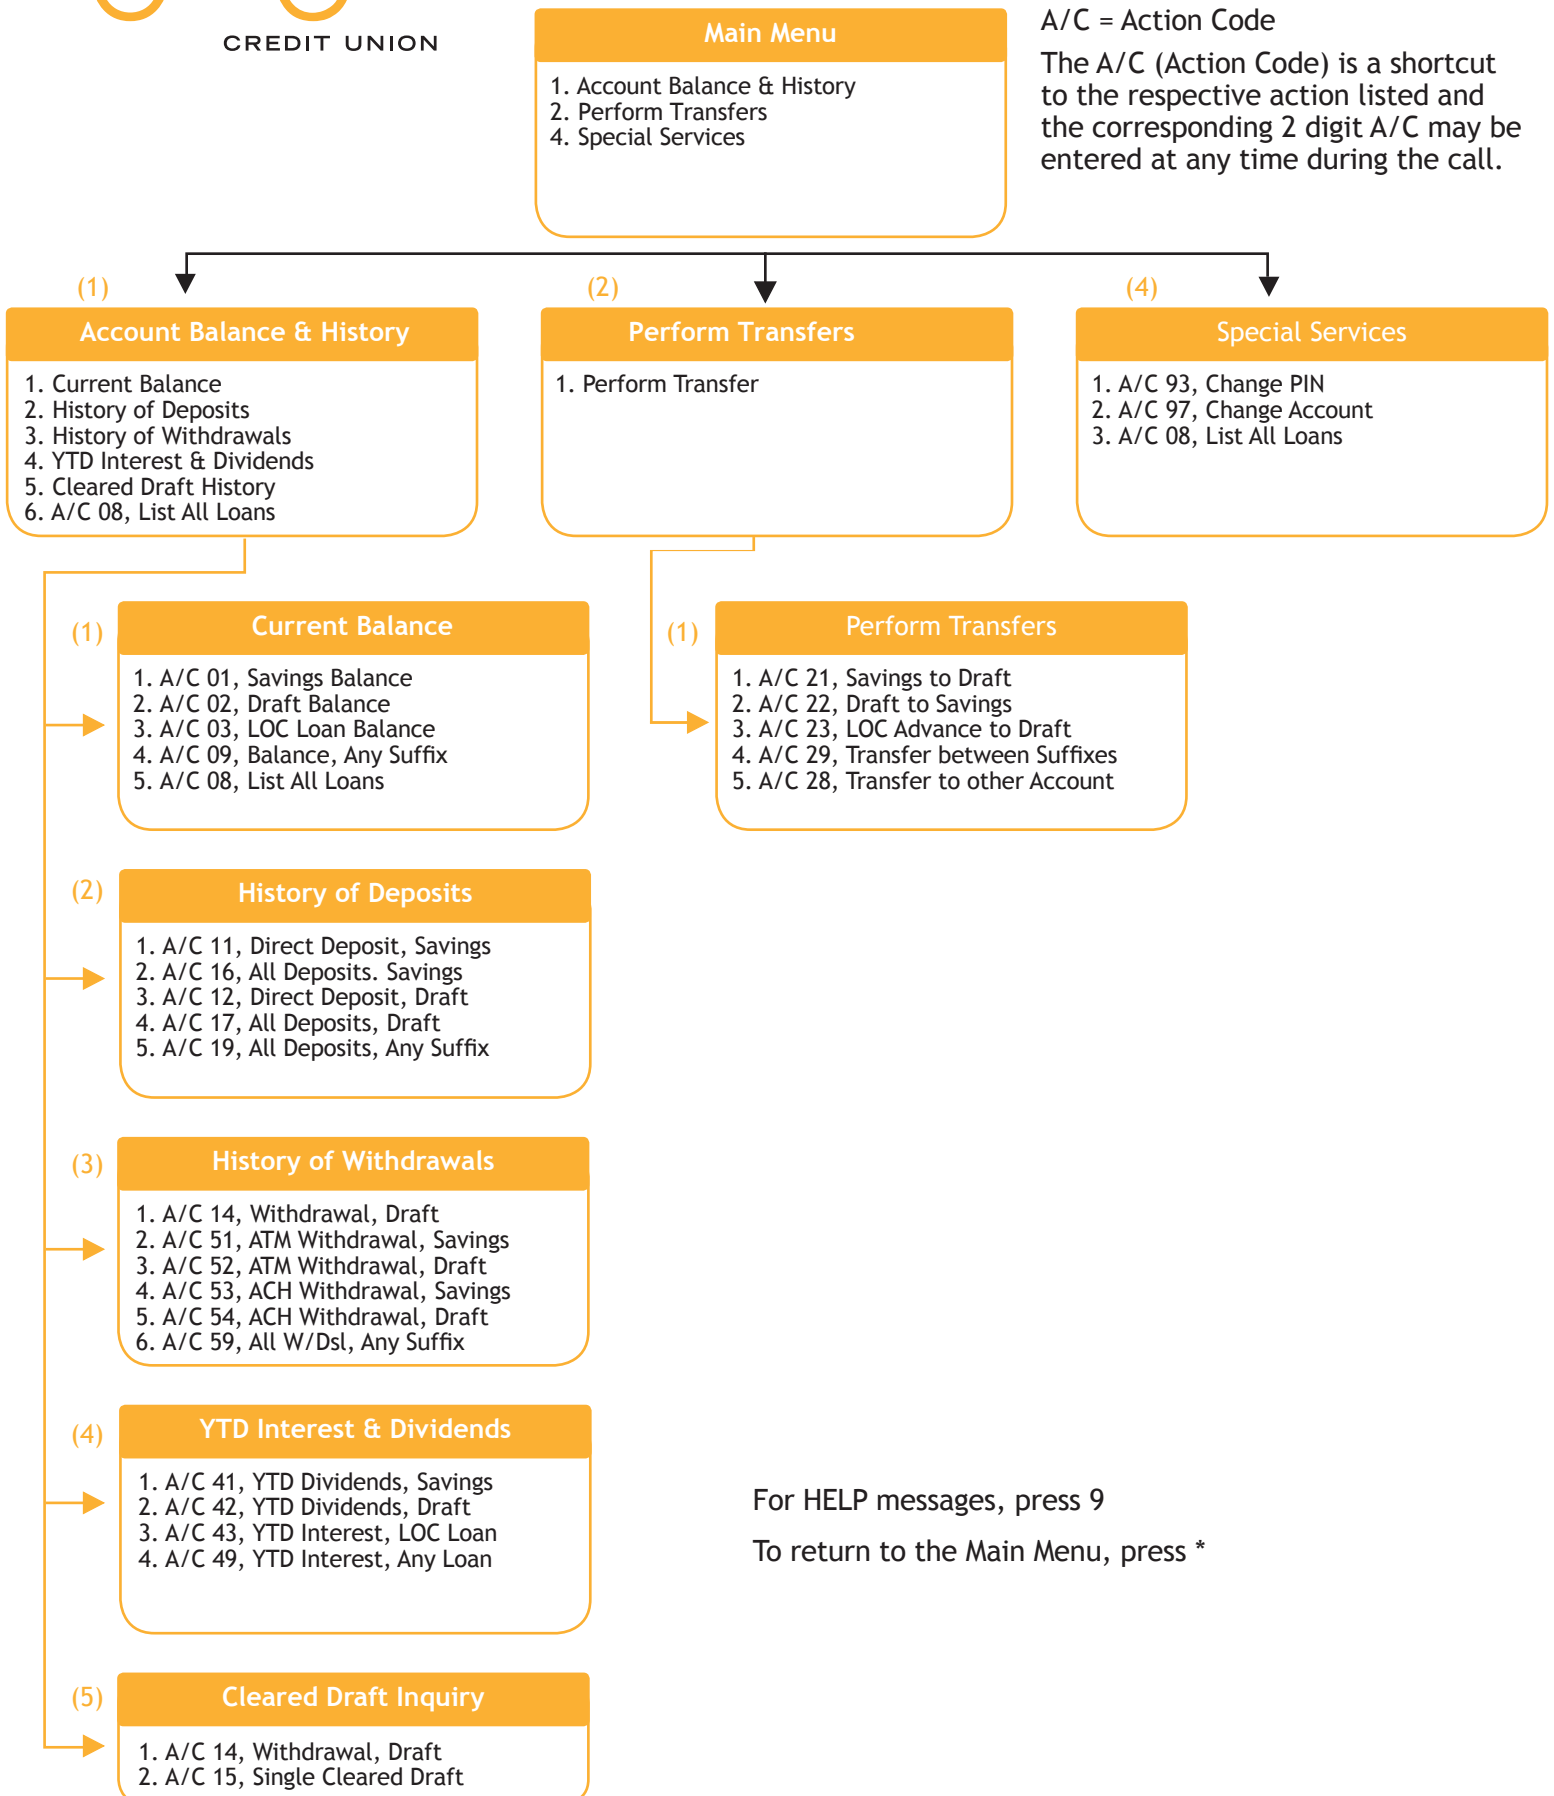 CREDIT UNION
Main Menu
1. Account Balance & History
2. Perform Transfers
4. Special Services
A/C = Action Code
The A/C (Action Code) is a shortcut
to the respective action listed and
the corresponding 2 digit A/C may be
entered at any time during the call.
(1)
Account Balance & History
1. Current Balance
2. History of Deposits
3. History of Withdrawals
4. YTD Interest & Dividends
5. Cleared Draft History
6. A/C 08, List All Loans
(2)
Perform Transfers
1. Perform Transfer
(4)
Special Services
1. A/C 93, Change PIN
2. A/C 97, Change Account
3. A/C 08, List All Loans
(1)
Current Balance
1. A/C 01, Savings Balance
2. A/C 02, Draft Balance
3. A/C 03, LOC Loan Balance
4. A/C 09, Balance, Any Suffix
5. A/C 08, List All Loans
(1)
Perform Transfers
1. A/C 21, Savings to Draft
2. A/C 22, Draft to Savings
3. A/C 23, LOC Advance to Draft
4. A/C 29, Transfer between Suffixes
5. A/C 28, Transfer to other Account
(2)
History of Deposits
1. A/C 11, Direct Deposit, Savings
2. A/C 16, All Deposits. Savings
3. A/C 12, Direct Deposit, Draft
4. A/C 17, All Deposits, Draft
5. A/C 19, All Deposits, Any Suffix
(3)
History of Withdrawals
1. A/C 14, Withdrawal, Draft
2. A/C 51, ATM Withdrawal, Savings
3. A/C 52, ATM Withdrawal, Draft
4. A/C 53, ACH Withdrawal, Savings
5. A/C 54, ACH Withdrawal, Draft
6. A/C 59, All W/Dsl, Any Suffix
(4)
YTD Interest & Dividends
1. A/C 41, YTD Dividends, Savings
2. A/C 42, YTD Dividends, Draft
3. A/C 43, YTD Interest, LOC Loan
4. A/C 49, YTD Interest, Any Loan
For HELP messages, press 9
To return to the Main Menu, press *
(5)
Cleared Draft Inquiry
1. A/C 14, Withdrawal, Draft
2. A/C 15, Single Cleared Draft